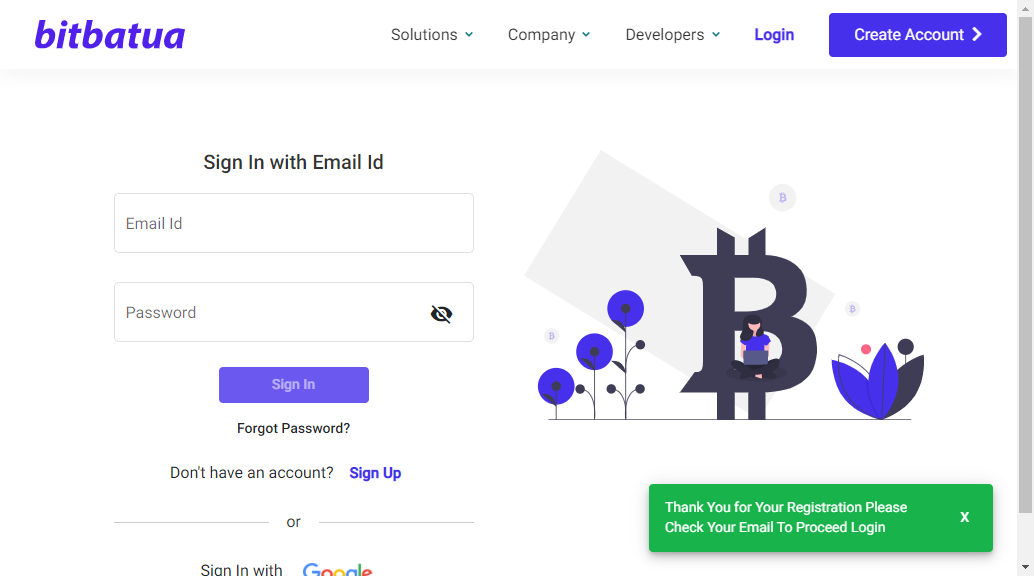 bitbatua
Solutions
Company
Developers
Login
Create Account
Sign In with Email Id
Email Id
Password
Sign In
Forgot Password?
Don't have an account? Sign Up
or
Sign In with Google
Thank You for Your Registration Please
Check Your Email To Proceed Login
X